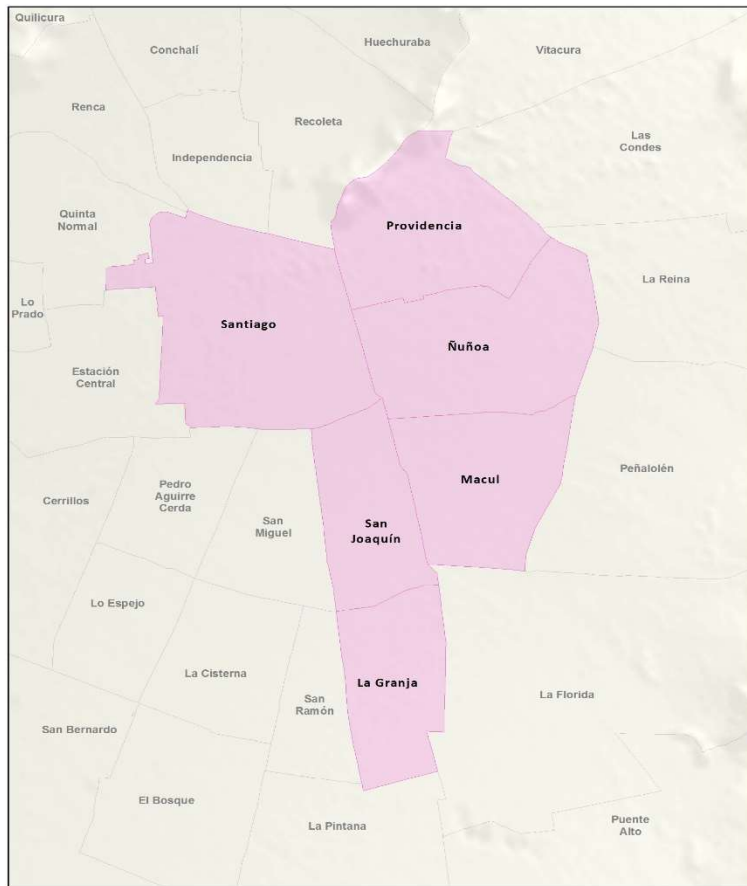 Quilicura
Conchalí
Huechuraba
Vitacura
Renca
Recoleta
Las
Condes
Independencia
Quinta
Normal
Providencia
La Reina
Lo
Prado
Santiago
Ñuñoa
Estación
Central
Cerrillos
Pedro
Aguirre
Cerda
San
Miguel
San
Joaquín
Macul
Peñalolén
Lo Espejo
La Cisterna
San
Ramón
La Granja
La Florida
San Bernardo
El Bosque
La Pintana
Puente
Alto